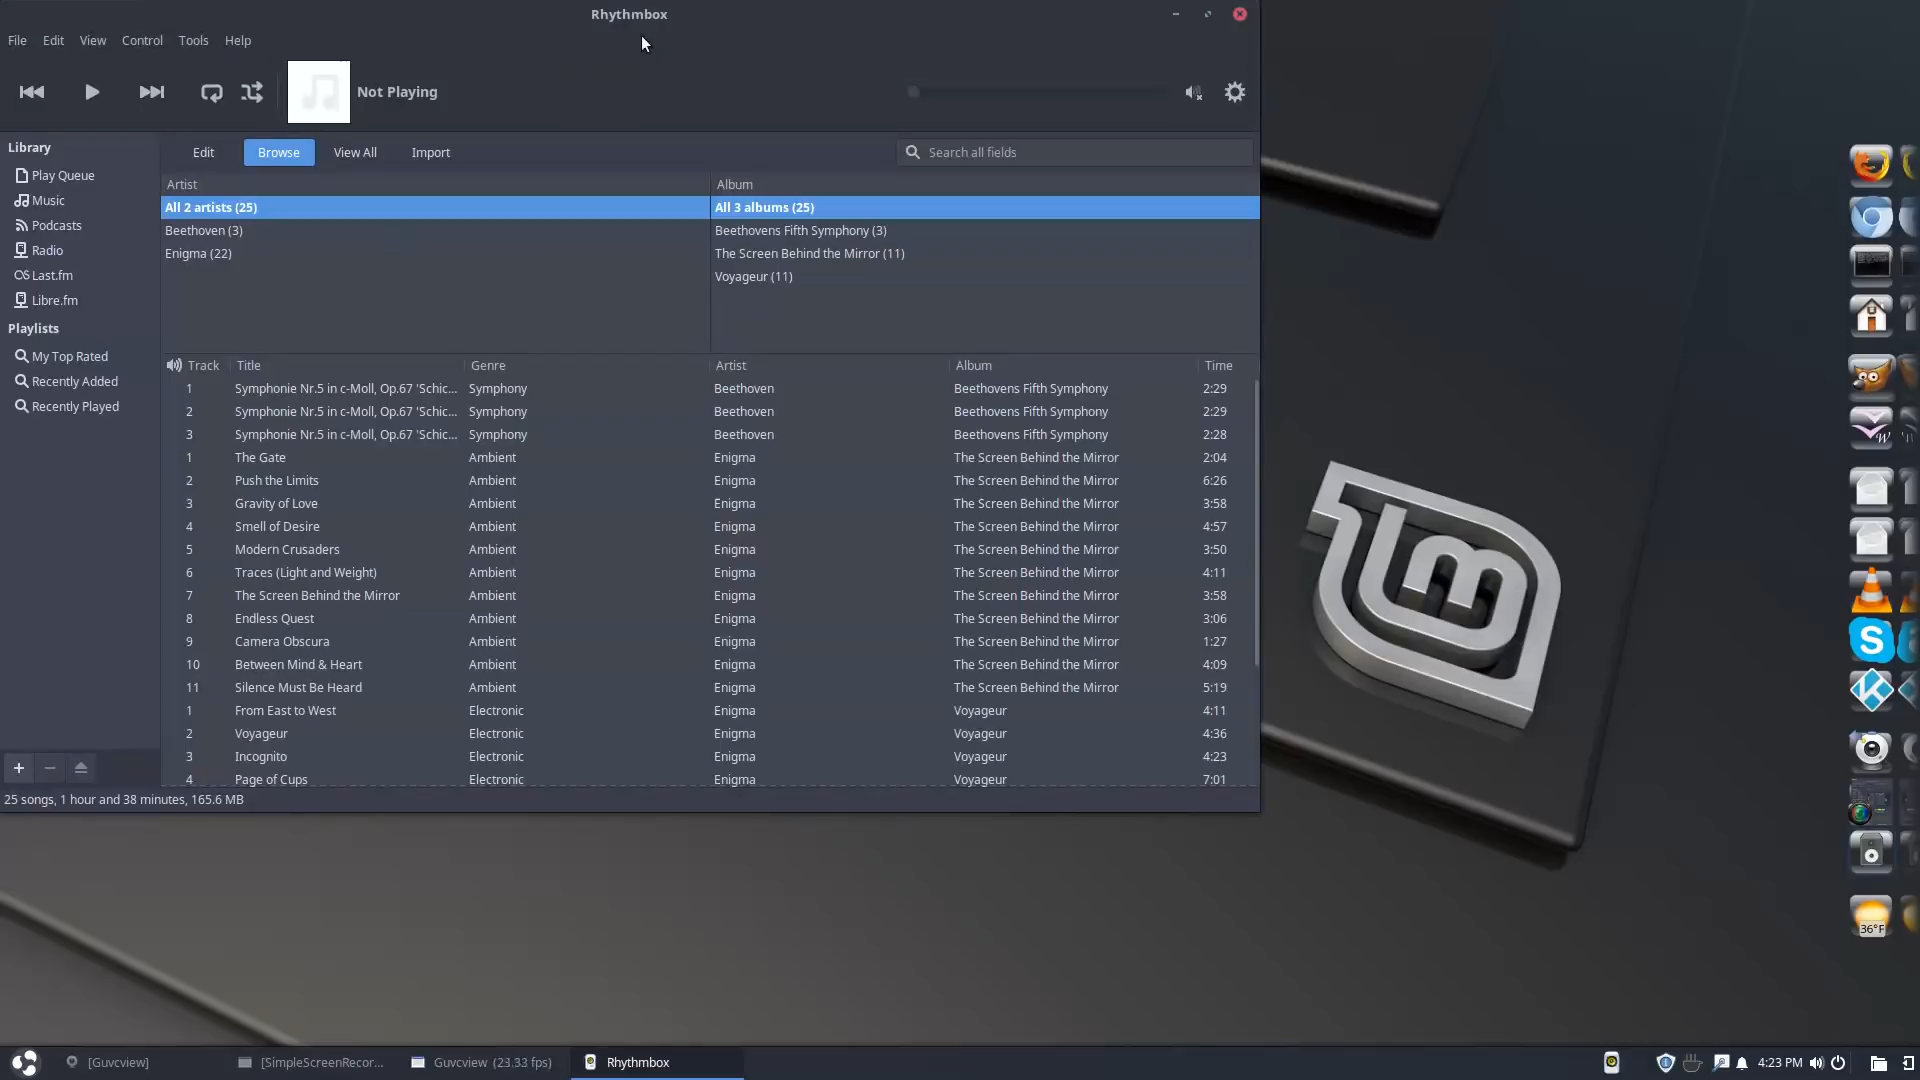 Rhythmbox
File Edit View Control Tools Help
Not Playing
Library
Play Queue
Music
Podcasts
Radio
Last.fm
Libre.fm
Playlists
My Top Rated
Recently Added
Recently Played
Edit Browse View All Import Search all fields
Artist Album
All 2 artists (25) All 3 albums (25)
Beethoven (3) Beethovens Fifth Symphony (3)
Enigma (22) The Screen Behind the Mirror (11)
Voyageur (11)
Track Title Genre Artist Album Time
1 Symphonie Nr.5 in c-Moll, Op.67 'Schic... Symphony Beethoven Beethovens Fifth Symphony 2:29
2 Symphonie Nr.5 in c-Moll, Op.67 'Schic... Symphony Beethoven Beethovens Fifth Symphony 2:29
3 Symphonie Nr.5 in c-Moll, Op.67 'Schic... Symphony Beethoven Beethovens Fifth Symphony 2:28
1 The Gate Ambient Enigma The Screen Behind the Mirror 2:04
2 Push the Limits Ambient Enigma The Screen Behind the Mirror 6:26
3 Gravity of Love Ambient Enigma The Screen Behind the Mirror 3:58
4 Smell of Desire Ambient Enigma The Screen Behind the Mirror 4:57
5 Modern Crusaders Ambient Enigma The Screen Behind the Mirror 3:50
6 Traces (Light and Weight) Ambient Enigma The Screen Behind the Mirror 4:11
7 The Screen Behind the Mirror Ambient Enigma The Screen Behind the Mirror 3:58
8 Endless Quest Ambient Enigma The Screen Behind the Mirror 3:06
9 Camera Obscura Ambient Enigma The Screen Behind the Mirror 1:27
10 Between Mind & Heart Ambient Enigma The Screen Behind the Mirror 4:09
11 Silence Must Be Heard Ambient Enigma The Screen Behind the Mirror 5:19
1 From East to West Electronic Enigma Voyageur 4:11
2 Voyageur Electronic Enigma Voyageur 4:36
3 Incognito Electronic Enigma Voyageur 4:23
4 Page of Cups Electronic Enigma Voyageur 7:01
25 songs, 1 hour and 38 minutes, 165.6 MB
36°F
[Guvcview] [SimpleScreenRecor... Guvcview (23.33 fps) Rhythmbox 4:23 PM